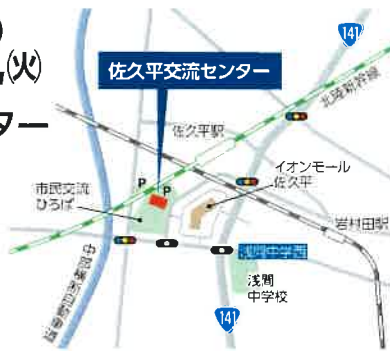 (火)
ター
141
佐久平交流センター
北陸新幹線
佐久平駅
P
P
イオンモール
佐久平
市民交流
ひろば
岩村田駅
浅間中学西
浅間
中学校
中部横断自動車道
141